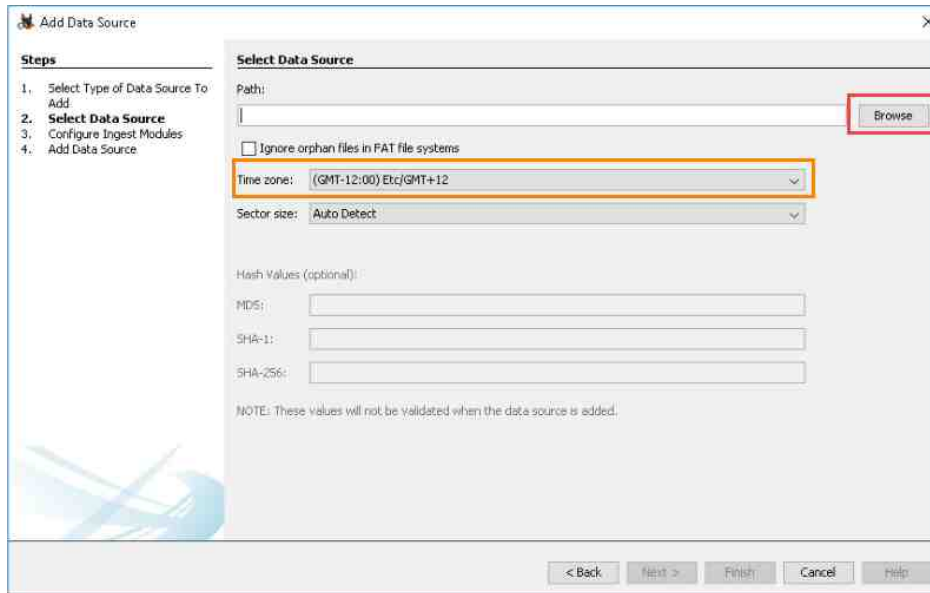 Add Data Source
Steps
1. Select Type of Data Source To
Add
2. Select Data Source
3. Configure Ingest Modules
4. Add Data Source
Select Data Source
Path:
Browse
Ignore orphan files in FAT file systems
Time zone: (GMT-12:00) Etc/GMT+12
Sector size: Auto Detect
Hash Values (optional):
MD5:
SHA-1:
SHA-256:
NOTE: These values will not be validated when the data source is added.
< Back Next > Finish Cancel Help